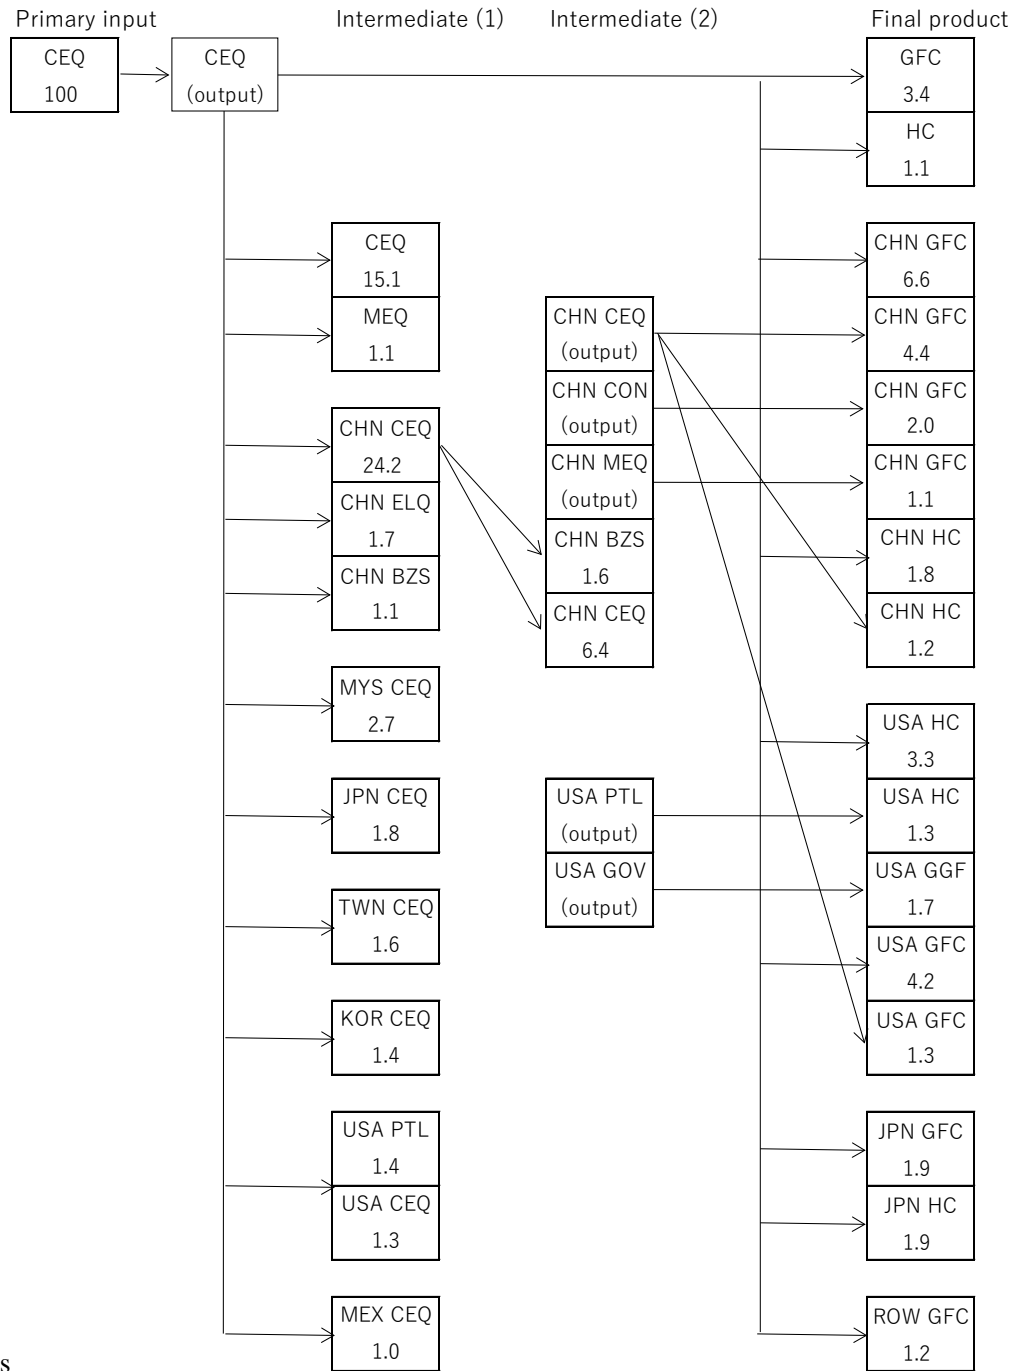 Primary input
Intermediate (1)
Intermediate (2)
Final product
CEQ
100
CEQ
(output)
GFC
3.4
HC
1.1
CEQ
15.1
MEQ
1.1
CHN CEQ
24.2
CHN ELQ
1.7
CHN BZS
1.1
MYS CEQ
2.7
JPN CEQ
1.8
TWN CEQ
1.6
KOR CEQ
1.4
USA PTL
1.4
USA CEQ
1.3
MEX CEQ
1.0
CHN CEQ
(output)
CHN CON
(output)
CHN MEQ
(output)
CHN BZS
1.6
CHN CEQ
6.4
USA PTL
(output)
USA GOV
(output)
CHN GFC
6.6
CHN GFC
4.4
CHN GFC
2.0
CHN GFC
1.1
CHN HC
1.8
CHN HC
1.2
USA HC
3.3
USA HC
1.3
USA GGF
1.7
USA GFC
4.2
USA GFC
1.3
JPN GFC
1.9
JPN HC
1.9
ROW GFC
1.2
s